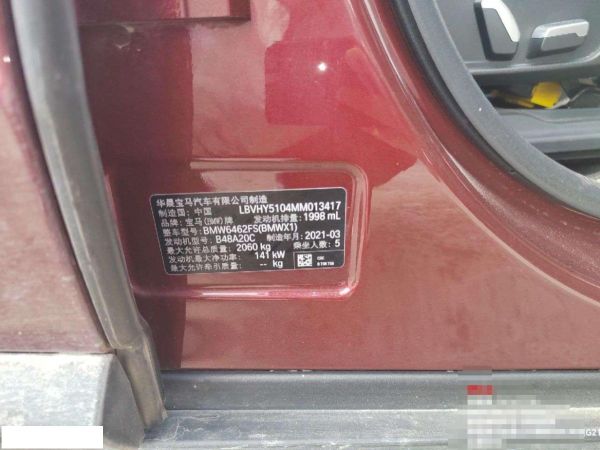 华晨宝马汽车有限公司制造
制造国:中国 LBVHY5104MM013417
品牌:宝马(BMW)牌 发动机排量:1998 mL
整车型号:BMW6462FS(BMWX1)
发动机型号:B48A20C 制造年月:2021-03
最大允许总质量:2060 kg 乘坐人数:5
发动机最大净功率:141 kW
最大允许牵引质量:-- kg